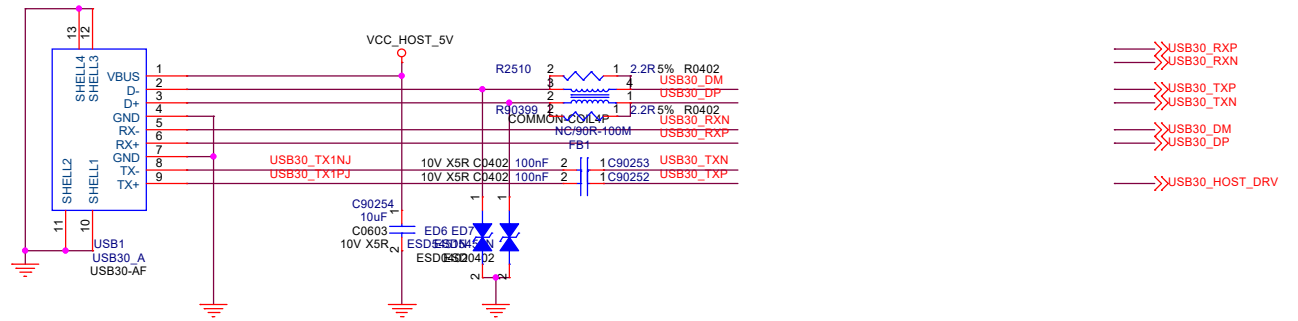 13
12
SHELL4
SHELL3
VBUS 1
D- 2
D+ 3
GND 4
RX- 5
RX+ 6
GND 7
TX- 8
TX+ 9
SHELL2
SHELL1
11
10
USB1
USB30_A
USB30-AF
USB30_TX1NJ
USB30_TX1PJ
VCC_HOST_5V
C90254
10uF
C0603
10V X5R
1
2
R2510 2 1 2.2R 5% R0402
3 4 USB30_DM
2 1 USB30_DP
R90399 2 1 2.2R 5% R0402
COMMON-COIL4P
NC/90R-100M
FB1
USB30_RXN
USB30_RXP
10V X5R C0402 100nF 2 1 C90253 USB30_TXN
10V X5R C0402 100nF 2 1 C90252 USB30_TXP
1 1
ED6 ED7
2 2
USB30_RXP
USB30_RXN
USB30_TXP
USB30_TXN
USB30_DM
USB30_DP
USB30_HOST_DRV